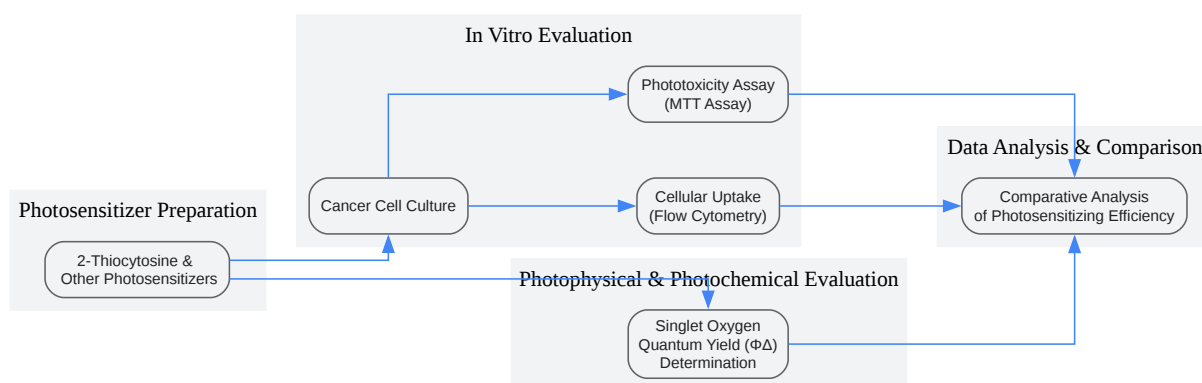 Photosensitizer Preparation
2-Thiocytosine &
Other Photosensitizers
In Vitro Evaluation
Cancer Cell Culture
Phototoxicity Assay
(MTT Assay)
Cellular Uptake
(Flow Cytometry)
Photophysical & Photochemical Evaluation
Singlet Oxygen
Quantum Yield (ΦΔ)
Determination
Data Analysis & Comparison
Comparative Analysis
of Photosensitizing Efficiency